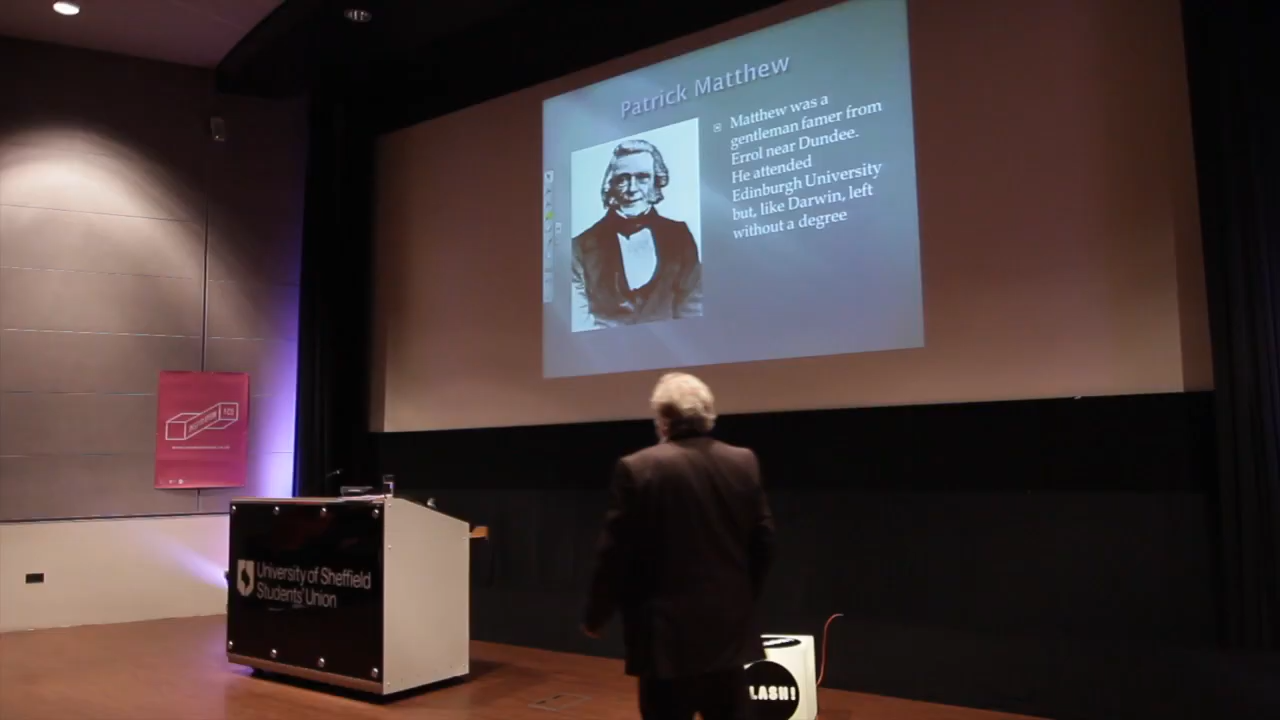 Patrick Matthew
Matthew was a
gentleman famer from
Errol near Dundee.
He attended
Edinburgh University
but, like Darwin, left
without a degree
University of Sheffield
Students' Union
LASH!